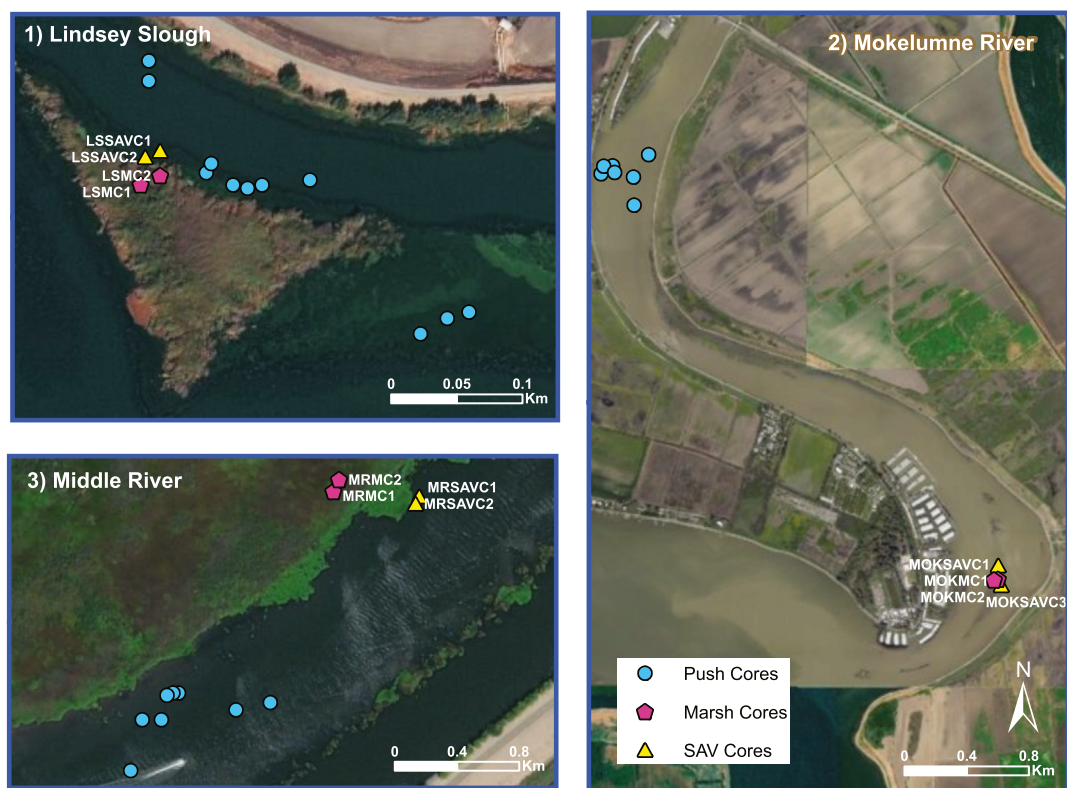 1) Lindsey Slough
LSSAVC1
LSSAVC2
LSMC2
LSMC1
0 0.05 0.1
Km
2) Mokelumne River
MOKSAVC1
MOKMC1
MOKMC2
MOKSAVC3
Push Cores
Marsh Cores
SAV Cores
N
0 0.4 0.8
Km
3) Middle River
MRMC2
MRMC1
MRSAVC1
MRSAVC2
0 0.4 0.8
Km